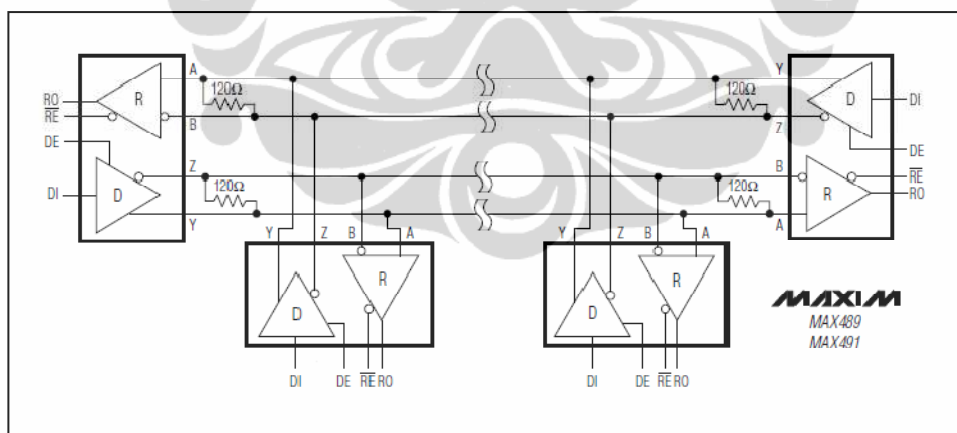 A
Y
120Ω
120Ω
RO
R
D
DI
RE
B
Z
DE
DE
Z
B
RE
DI
D
120Ω
120Ω
R
RO
Y
A
Y Z B A
Y Z B A
D R
D R
MAXIM
MAX489
MAX491
DI DE RE RO
DI DE RE RO